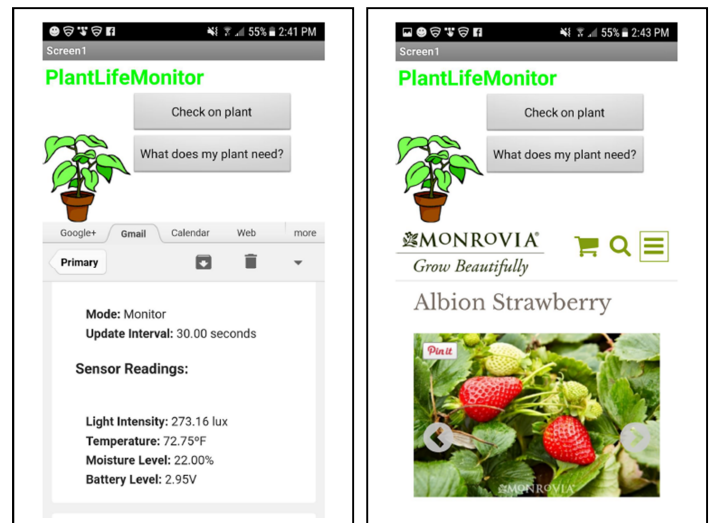 55% 2:41 PM
Screen1
PlantLifeMonitor
Check on plant
What does my plant need?
Google+ Gmail Calendar Web more
Primary
Mode: Monitor
Update Interval: 30.00 seconds
Sensor Readings:
Light Intensity: 273.16 lux
Temperature: 72.75ºF
Moisture Level: 22.00%
Battery Level: 2.95V
55% 2:43 PM
Screen1
PlantLifeMonitor
Check on plant
What does my plant need?
MONROVIA®
Grow Beautifully
Albion Strawberry
Pin it
MONROVIA